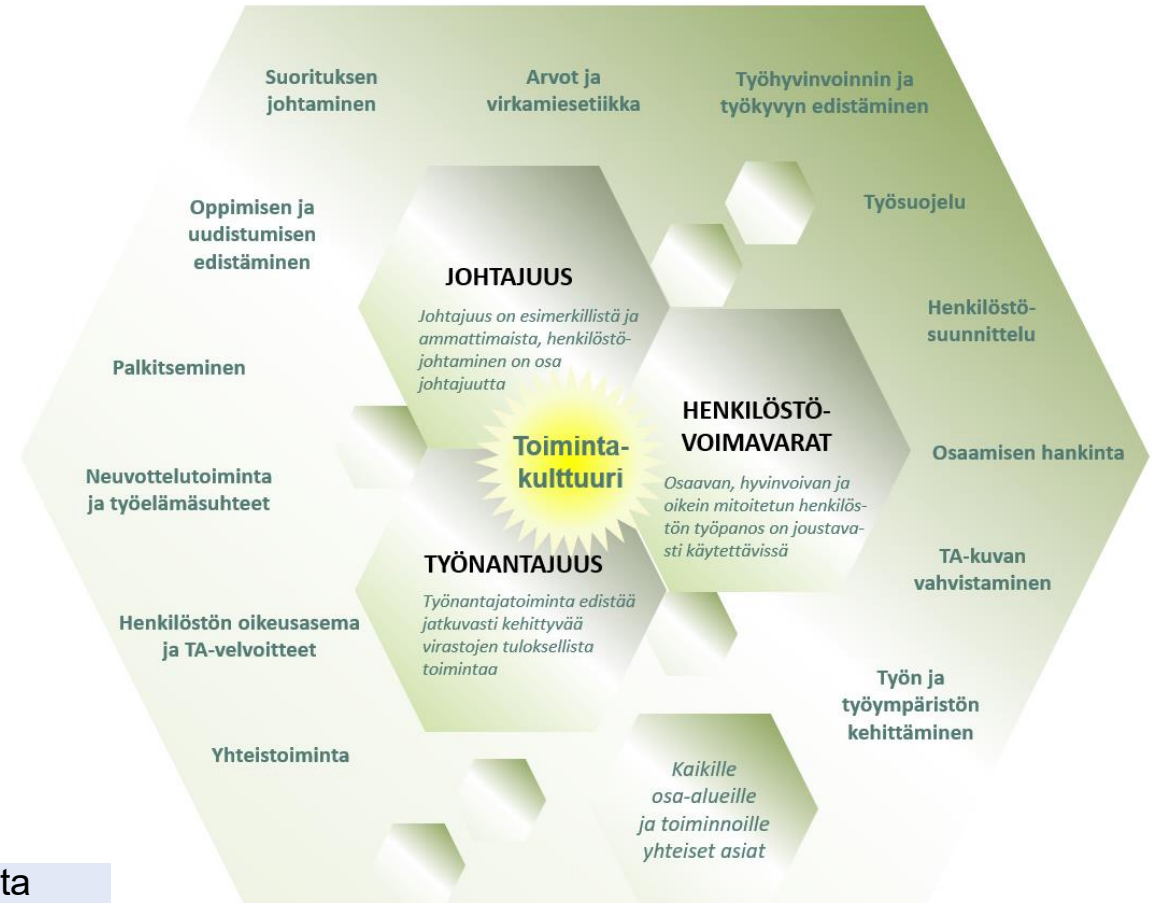 Suorituksen
johtaminen
Arvot ja
virkamiesetiikka
Työhyvinvoinnin ja
työkyvyn edistäminen
Oppimisen ja
uudistumisen
edistäminen
Työsuojelu
JOHTAJUUS
Johtajuus on esimerkillistä ja
ammattimaista, henkilöstö-
johtaminen on osa
johtajuutta
Henkilöstö-
suunnittelu
Palkitseminen
HENKILÖSTÖ-
VOIMAVARAT
Osaavan, hyvinvoivan ja
oikein mitoitetun henkilös-
tön työpanos on joustava-
sti käytettävissä
Toiminta-
kulttuuri
Osaamisen hankinta
Neuvottelutoiminta
ja työelämäsuhteet
TYÖNANTAJUUS
Työnantajatoiminta edistää
jatkuvasti kehittyvää
virastojen tuloksellista
toimintaa
TA-kuvan
vahvistaminen
Henkilöstön oikeusasema
ja TA-velvoitteet
Työn ja
työympäristön
kehittäminen
Yhteistoiminta
Kaikille
osa-alueille
ja toiminnoille
yhteiset asiat
ta